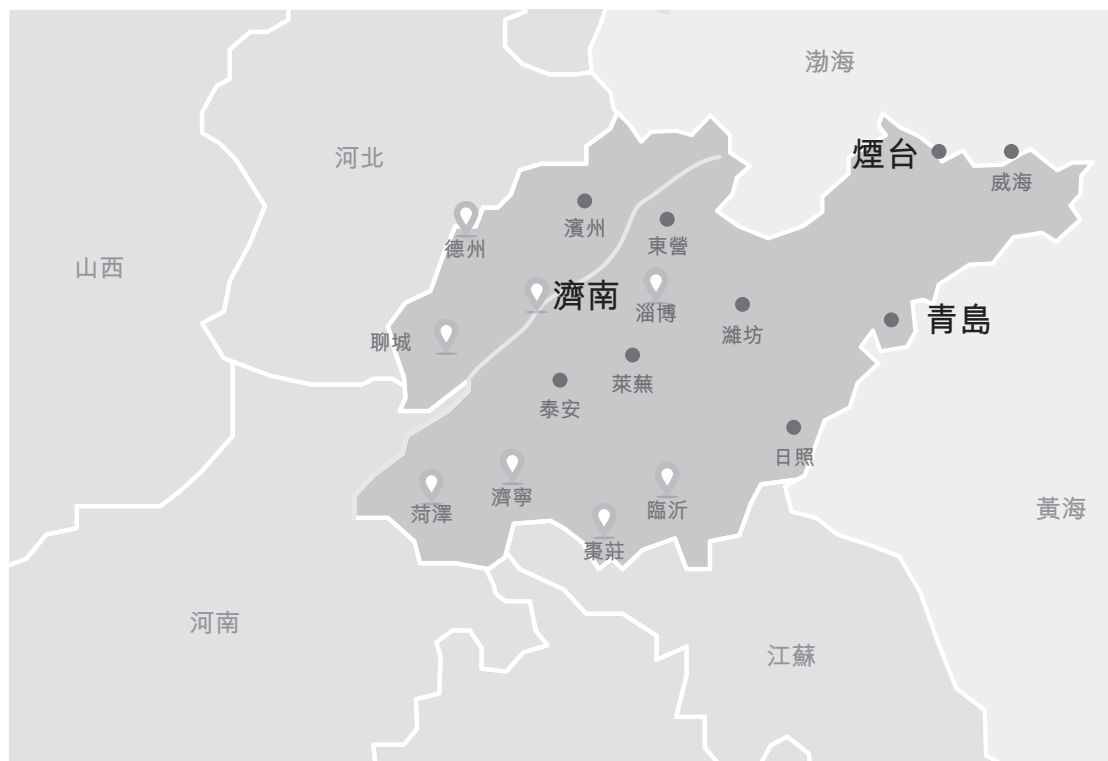 渤海
河北
煙台
威海
濱州
東營
德州
山西
濟南
淄博
濰坊
青島
聊城
萊蕪
泰安
日照
濟寧
菏澤
臨沂
黃海
棗莊
河南
江蘇